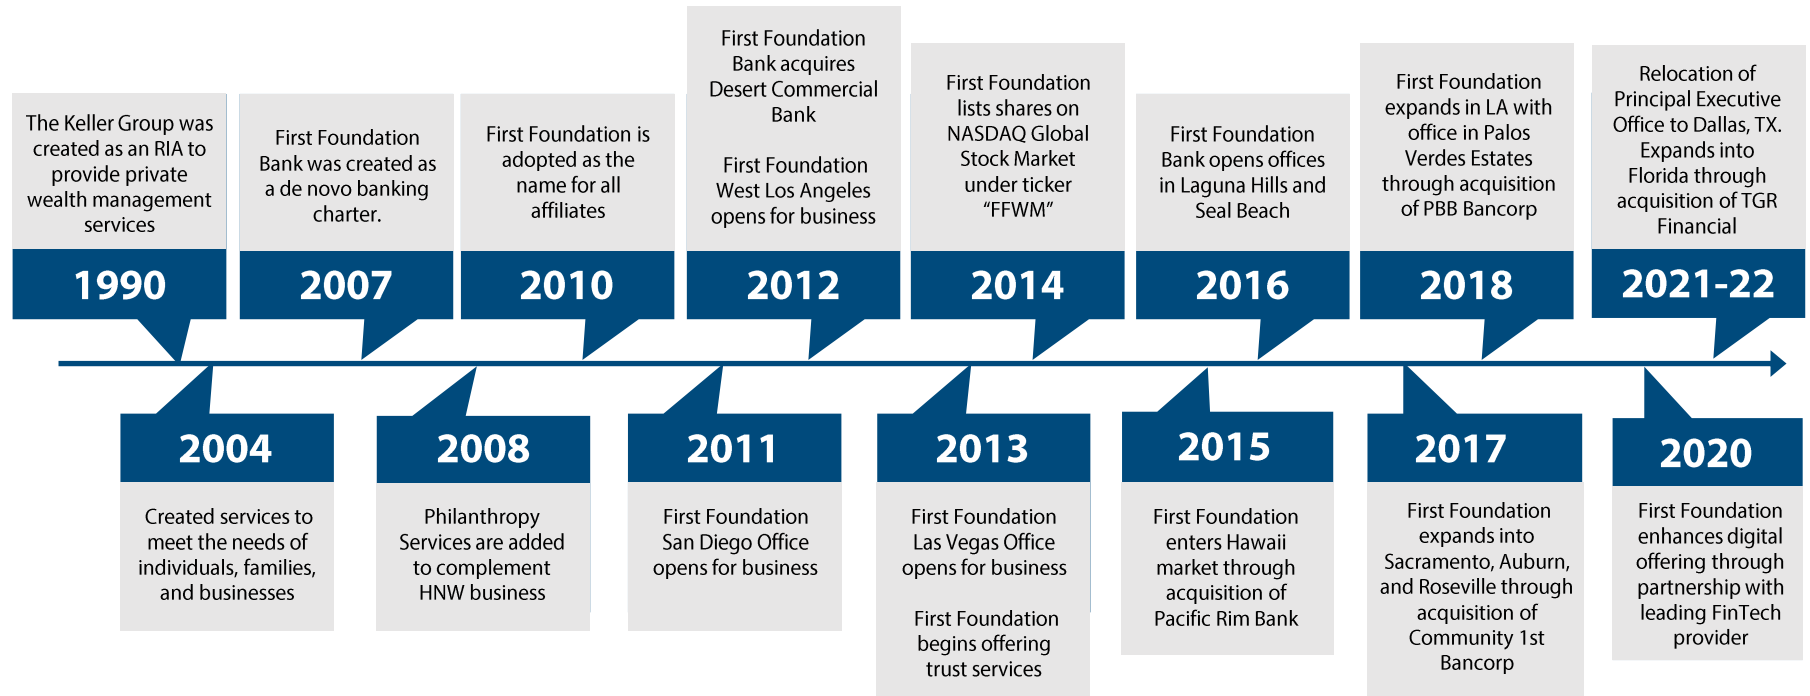 The Keller Group was
created as an RIA to
provide private
wealth management
services
1990
First Foundation
Bank was created as
a de novo banking
charter.
2007
First Foundation is
adopted as the
name for all
affiliates
2010
First Foundation
Bank acquires
Desert Commercial
Bank
First Foundation
West Los Angeles
opens for business
2012
First Foundation
lists shares on
NASDAQ Global
Stock Market
under ticker
“FFWM”
2014
First Foundation
Bank opens offices
in Laguna Hills and
Seal Beach
2016
First Foundation
expands in LA with
office in Palos
Verdes Estates
through acquisition
of PBB Bancorp
2018
Relocation of
Principal Executive
Office to Dallas, TX.
Expands into
Florida through
acquisition of TGR
Financial
2021-22
2004
Created services to
meet the needs of
individuals, families,
and businesses
2008
Philanthropy
Services are added
to complement
HNW business
2011
First Foundation
San Diego Office
opens for business
2013
First Foundation
Las Vegas Office
opens for business
First Foundation
begins offering
trust services
2015
First Foundation
enters Hawaii
market through
acquisition of
Pacific Rim Bank
2017
First Foundation
expands into
Sacramento, Auburn,
and Roseville through
acquisition of
Community 1st
Bancorp
2020
First Foundation
enhances digital
offering through
partnership with
leading FinTech
provider